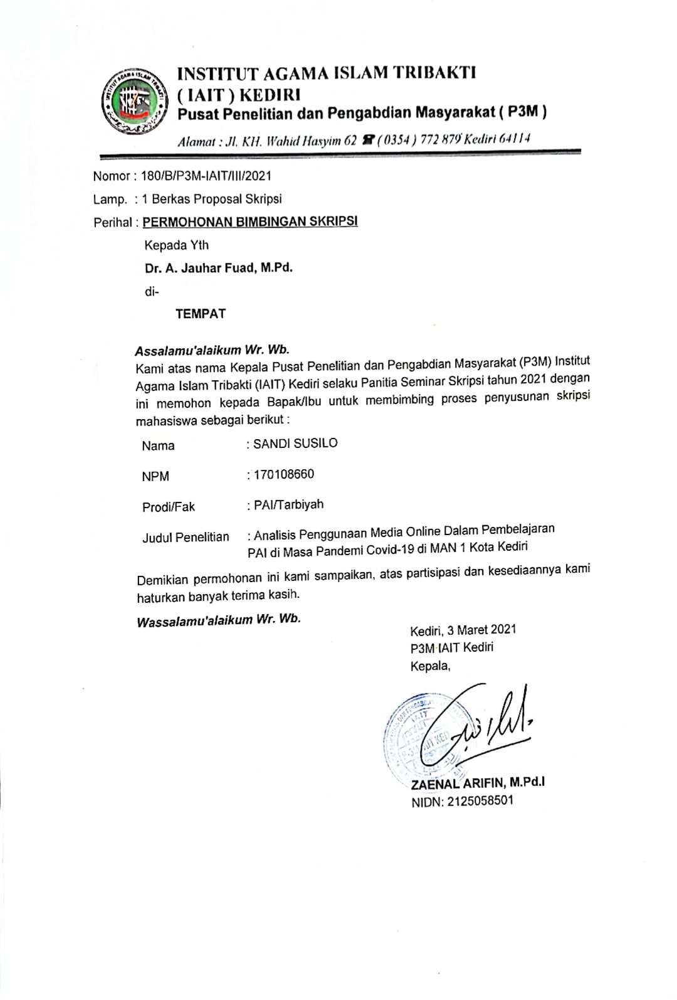 INSTITUT AGAMA ISLAM TRIBAKTI
( IAIT ) KEDIRI
Pusat Penelitian dan Pengabdian Masyarakat ( P3M )
Alamat : Jl. KH. Wahid Hasyim 62 ☎ ( 0354 ) 772 879 Kediri 64114
INSTITUT AGAMA ISLAM TRIBAKTI
Nomor : 180/B/P3M-IAIT/III/2021
Lamp. : 1 Berkas Proposal Skripsi
Perihal : PERMOHONAN BIMBINGAN SKRIPSI
Kepada Yth
Dr. A. Jauhar Fuad, M.Pd.
di-
TEMPAT
Assalamu'alaikum Wr. Wb.
Kami atas nama Kepala Pusat Penelitian dan Pengabdian Masyarakat (P3M) Institut
Agama Islam Tribakti (IAIT) Kediri selaku Panitia Seminar Skripsi tahun 2021 dengan
ini memohon kepada Bapak/Ibu untuk membimbing proses penyusunan skripsi
mahasiswa sebagai berikut :
Nama : SANDI SUSILO
NPM : 170108660
Prodi/Fak : PAI/Tarbiyah
Judul Penelitian : Analisis Penggunaan Media Online Dalam Pembelajaran
PAI di Masa Pandemi Covid-19 di MAN 1 Kota Kediri
Demikian permohonan ini kami sampaikan, atas partisipasi dan kesediaannya kami
haturkan banyak terima kasih.
Wassalamu'alaikum Wr. Wb.
Kediri, 3 Maret 2021
P3M IAIT Kediri
Kepala,
IAIT
ZAENAL ARIFIN, M.Pd.I
NIDN: 2125058501